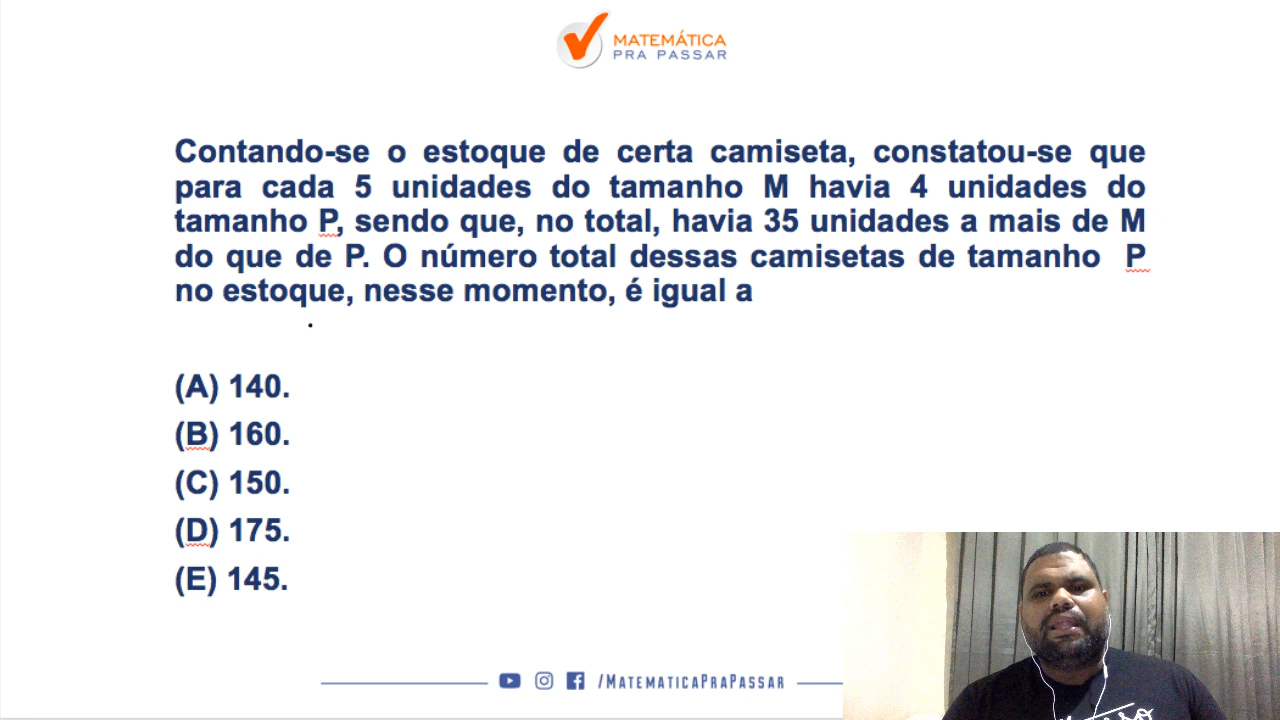 MATEMÁTICA
PRA PASSAR
Contando-se o estoque de certa camiseta, constatou-se que
para cada 5 unidades do tamanho M havia 4 unidades do
tamanho P, sendo que, no total, havia 35 unidades a mais de M
do que de P. O número total dessas camisetas de tamanho P
no estoque, nesse momento, é igual a
(A) 140.
(B) 160.
(C) 150.
(D) 175.
(E) 145.
/MATEMATICAPRAPASSAR